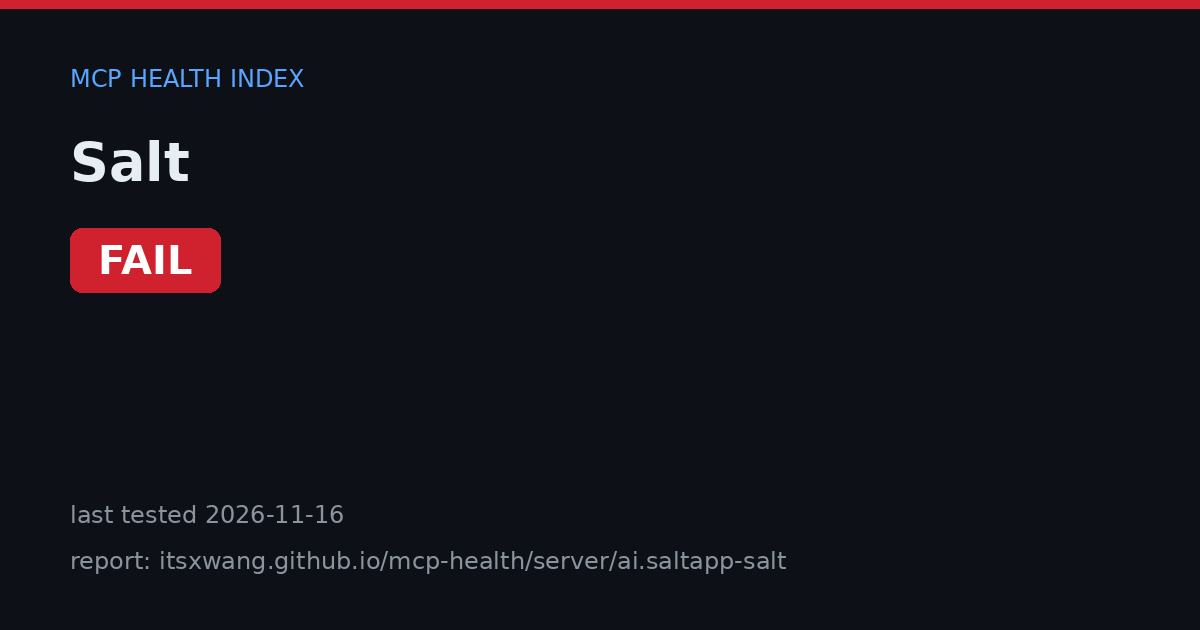 MCP HEALTH INDEX
Salt
FAIL
last tested 2026-11-16
report: itsxwang.github.io/mcp-health/server/ai.saltapp-salt